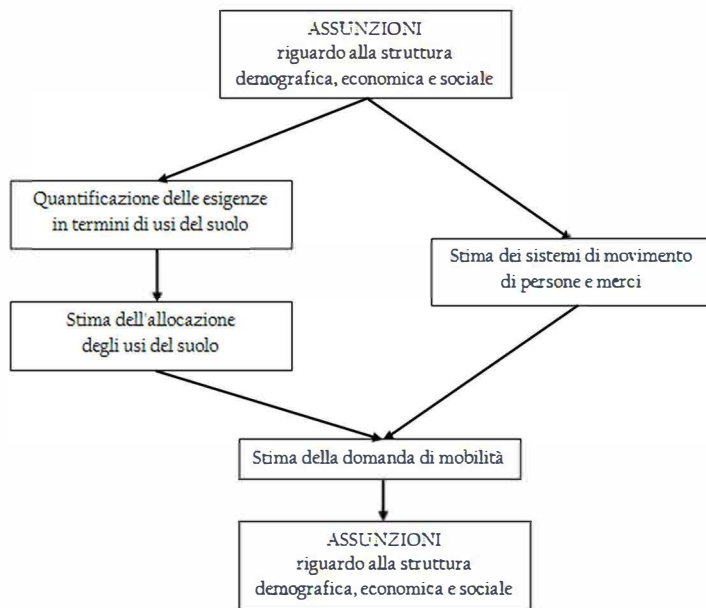 ASSUNZIONI
riguardo alla struttura
demografica, economica e sociale
Quantificazione delle esigenze
in termini di usi del suolo
Stima dei sistemi di movimento
di persone e merci
Stima dell'allocazione
degli usi del suolo
Stima della domanda di mobilità
ASSUNZIONI
riguardo alla struttura
demografica, economica e sociale